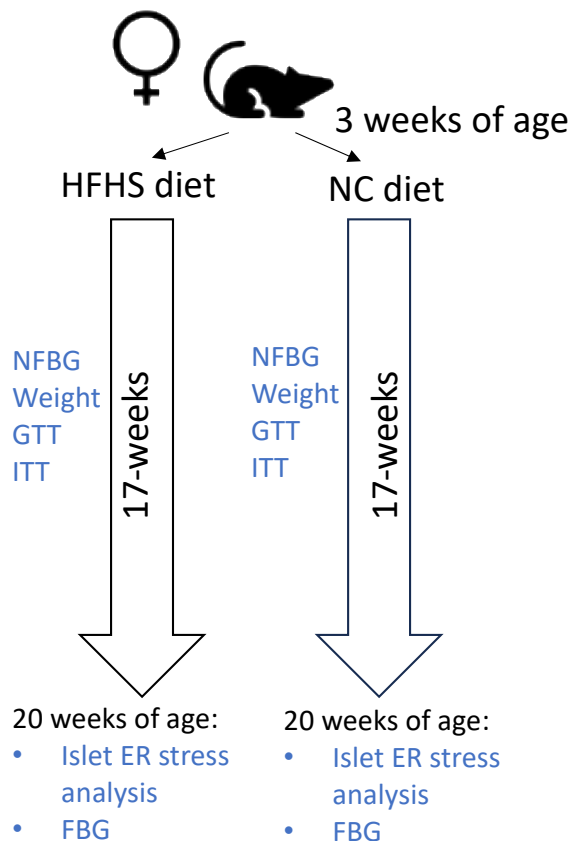 3 weeks of age
HFHS diet
NC diet
NFBG
Weight
GTT
ITT
17-weeks
NFBG
Weight
GTT
ITT
17-weeks
20 weeks of age:
• Islet ER stress
analysis
• FBG
20 weeks of age:
• Islet ER stress
analysis
• FBG